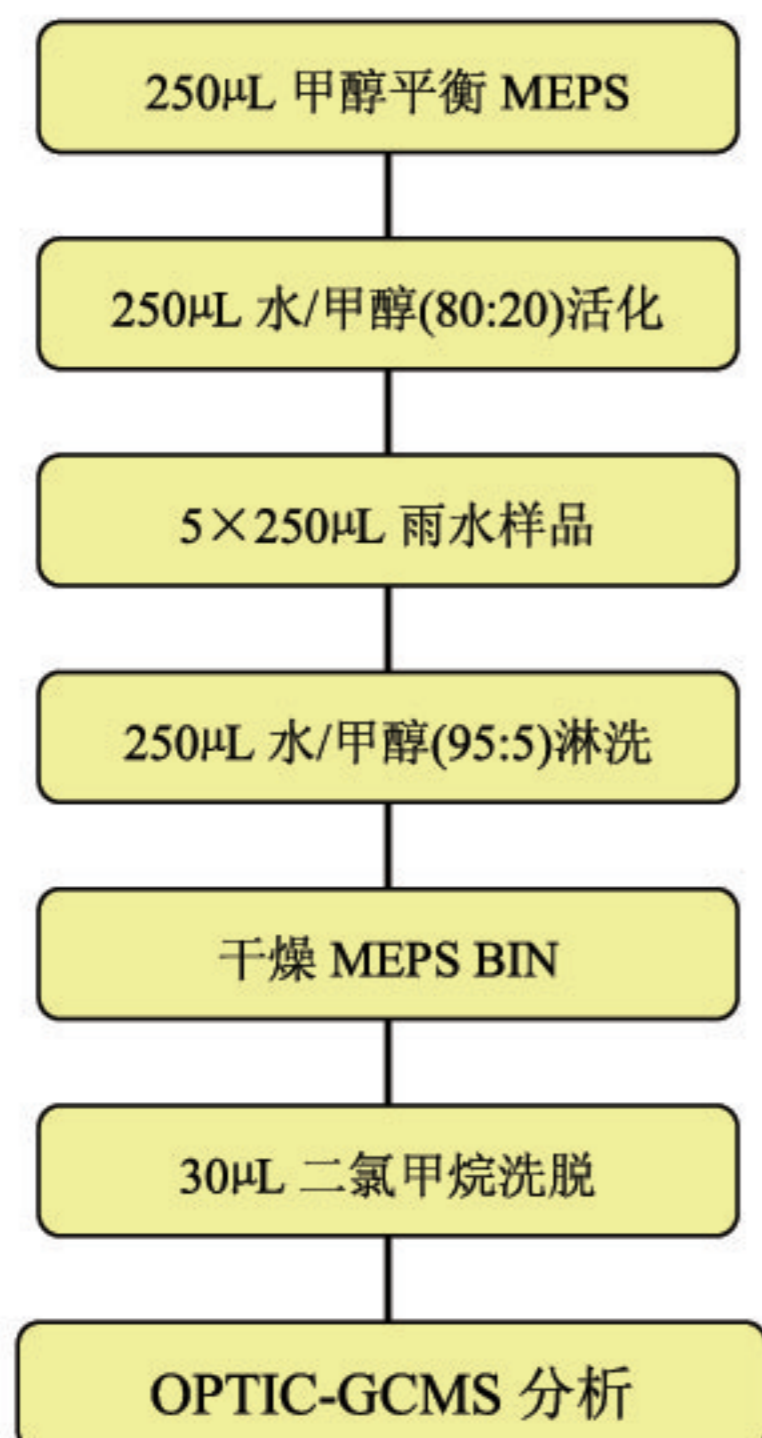 250μL 甲醇平衡 MEPS
250μL 水/甲醇(80:20)活化
5×250μL 雨水样品
250μL 水/甲醇(95:5)淋洗
干燥 MEPS BIN
30μL 二氯甲烷洗脱
OPTIC-GCMS 分析